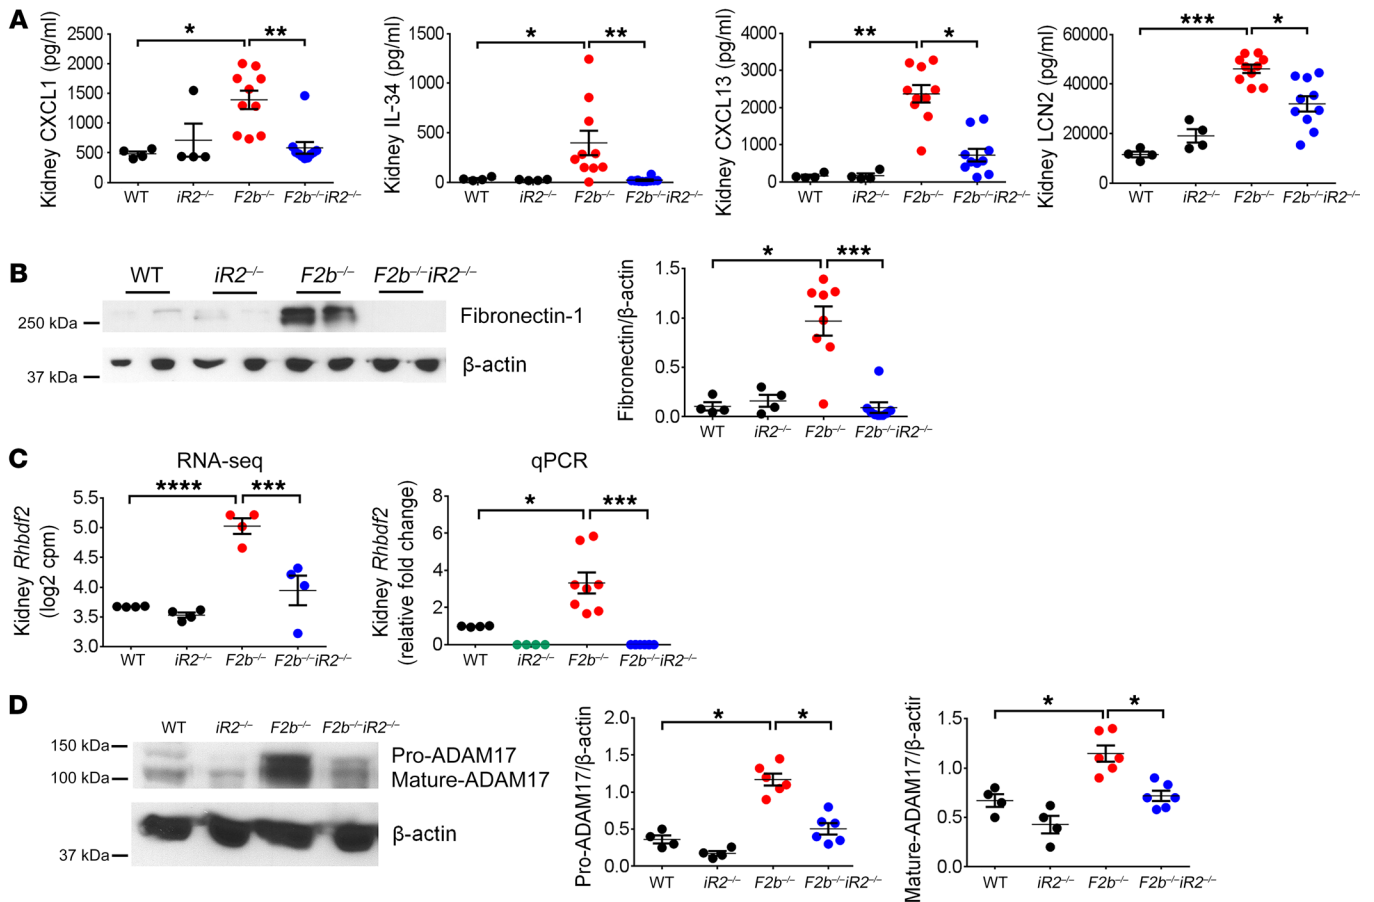 A
Kidney CXCL1 (pg/ml)
2500
2000
1500
1000
500
0
* **
WT iR2–/– F2b–/– F2b–/–iR2–/–
Kidney IL-34 (pg/ml)
1500
1000
500
0
* **
WT iR2–/– F2b–/– F2b–/–iR2–/–
Kidney CXCL13 (pg/ml)
4000
3000
2000
1000
0
** *
WT iR2–/– F2b–/– F2b–/–iR2–/–
Kidney LCN2 (pg/ml)
60000
40000
20000
0
*** *
WT iR2–/– F2b–/– F2b–/–iR2–/–
B
WT iR2–/– F2b–/– F2b–/–iR2–/–
250 kDa
Fibronectin-1
37 kDa
β-actin
Fibronectin/β-actin
1.5
1.0
0.5
0.0
* ***
WT iR2–/– F2b–/– F2b–/–iR2–/–
C
RNA-seq
Kidney Rhbdf2
(log2 cpm)
5.5
5.0
4.5
4.0
3.5
3.0
**** ***
WT iR2–/– F2b–/– F2b–/–iR2–/–
qPCR
Kidney Rhbdf2
(relative fold change)
8
6
4
2
0
* ***
WT iR2–/– F2b–/– F2b–/–iR2–/–
D
WT iR2–/– F2b–/– F2b–/–iR2–/–
150 kDa
100 kDa
Pro-ADAM17
Mature-ADAM17
37 kDa
β-actin
Pro-ADAM17/β-actin
2.0
1.5
1.0
0.5
0.0
* *
WT iR2–/– F2b–/– F2b–/–iR2–/–
Mature-ADAM17/β-actin
1.5
1.0
0.5
0.0
* *
WT iR2–/– F2b–/– F2b–/–iR2–/–